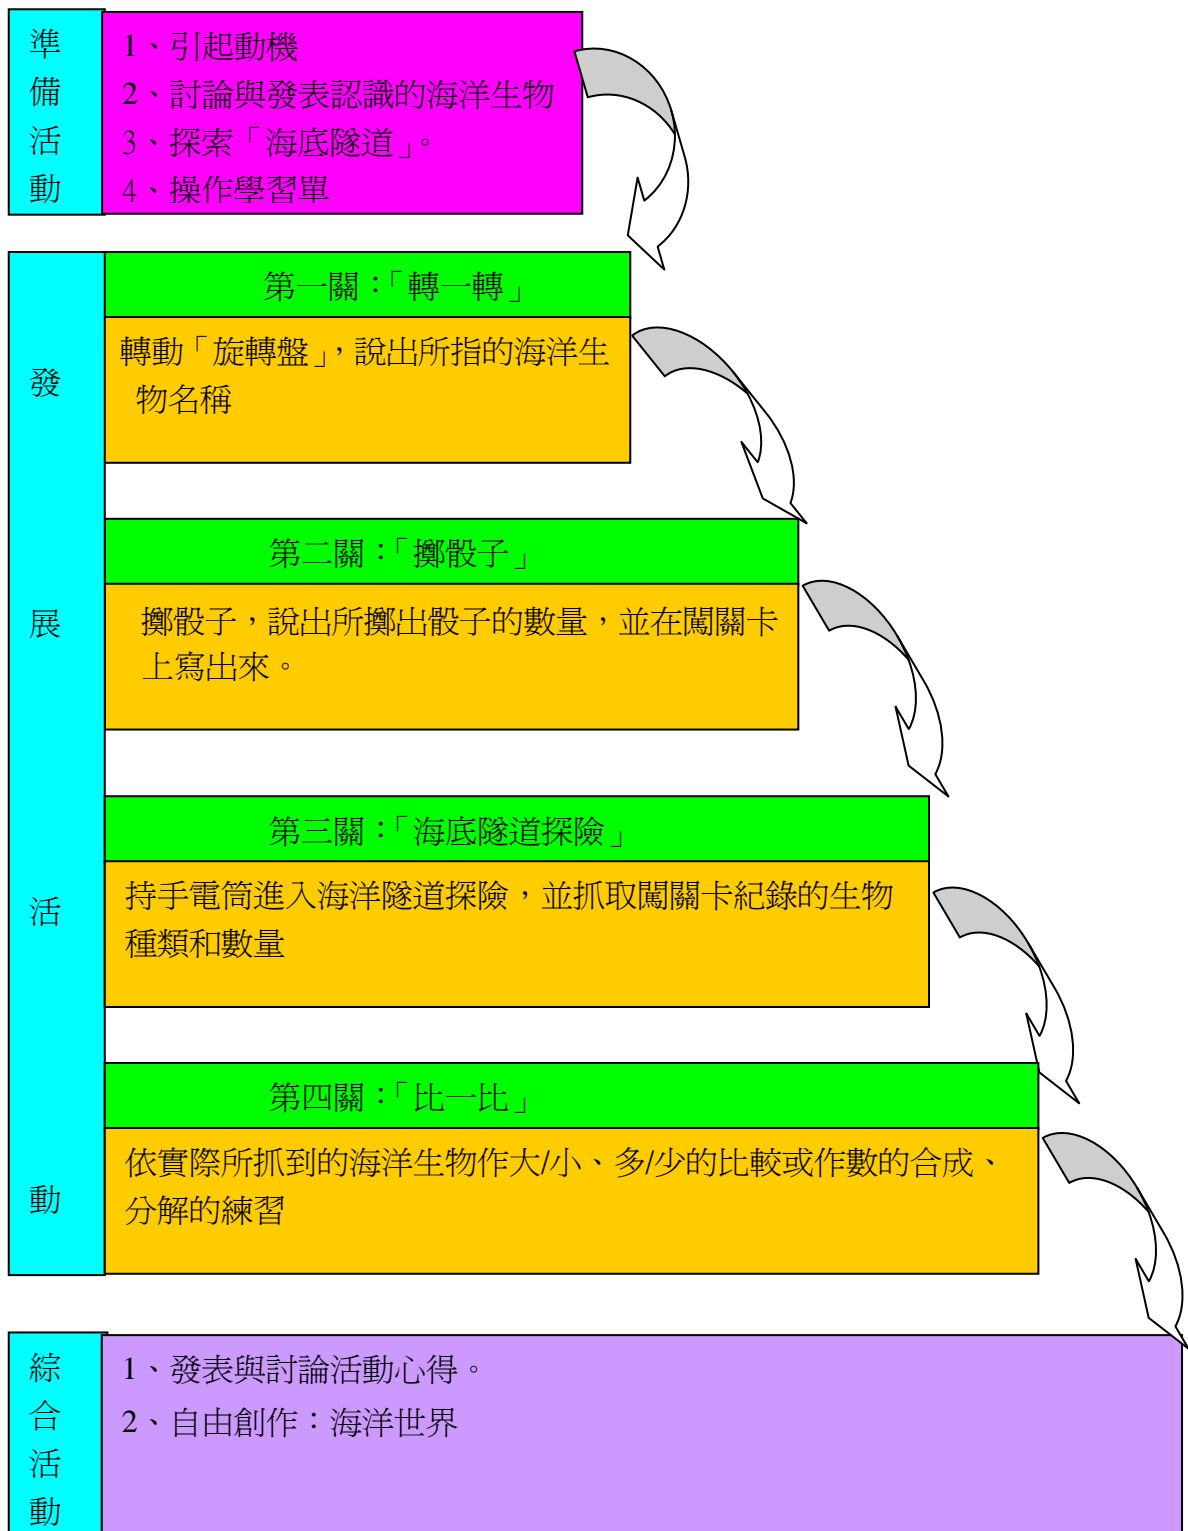 準備活動
1、引起動機
2、討論與發表認識的海洋生物
3、探索「海底隧道」。
4、操作學習單
發展活動
第一關：「轉一轉」
轉動「旋轉盤」，說出所指的海洋生
物名稱
第二關：「擲骰子」
擲骰子，說出所擲出骰子的數量，並在闖關卡
上寫出來。
第三關：「海底隧道探險」
持手電筒進入海洋隧道探險，並抓取闖關卡紀錄的生物
種類和數量
第四關：「比一比」
依實際所抓到的海洋生物作大/小、多/少的比較或作數的合成、
分解的練習
綜合活動
1、發表與討論活動心得。
2、自由創作：海洋世界